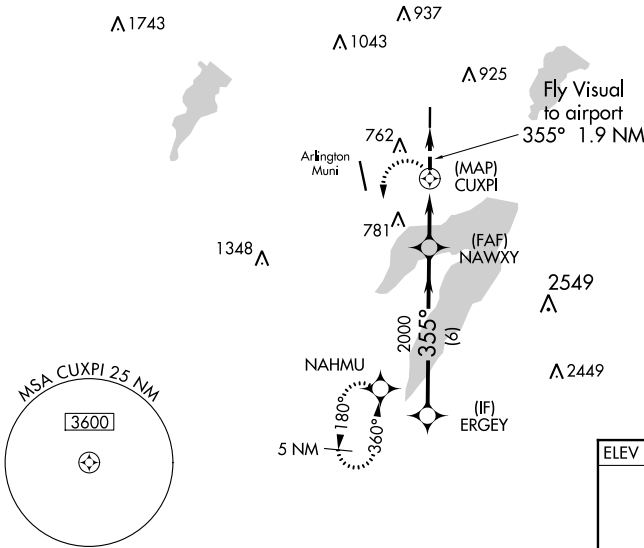 1743
937
1043
925
Fly Visual
to airport
355° 1.9 NM
762
Arlington
Muni
(MAP)
CUXPI
781
(FAF)
NAWXY
1348
2549
2000
355°
(6)
2449
NAHMU
180°
360°
5 NM
(IF)
ERGEY
MSA CUXPI 25 NM
3600
ELEV